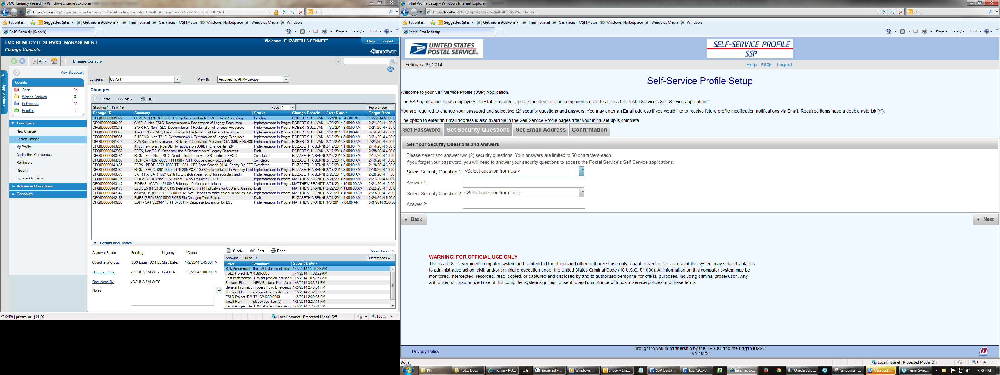 BMC Remedy (Search) - Windows Internet Explorer
https://itremedy/arsys/forms/pritsm-ar1/SHR%3ALandingConsole/Default+Administrator+View/?cacheid=20b28ed
Bing
Favorites
Suggested Sites
Get more Add-ons
Free Hotmail
Gas Prices - MSN Autos
Windows Marketplace
Windows Media
Windows
BMC Remedy (Search)
Page
Safety
Tools
BMC REMEDY IT SERVICE MANAGEMENT
Welcome, ELIZABETH A BENNETT
Help
Logout
Change Console
bmcsoftware
Change Console
View Broadcast
Applications
Company
USPS IT
View By
Assigned To All My Groups
Counts
Open 14
Waiting Approval 3
In Progress 11
Pending 1
Functions
New Change
Search Change
My Profile
Application Preferences
Reminders
Reports
Process Overview
Advanced Functions
Consoles
Changes
Create
View
Print
Showing 1 - 19 of 19
Page 1
Preferences
Change ID Summary Status Change Coordin... Start Date Target Date
CRQ000000035022 OTADMIN (PROD ECR) - DB Updates to allow for TACS Data Processing Pending ROBERT SULLIVAN 1/2/2014 3:45:00 PM 1/2/2014 5:00:00
CRQ000000036499 CIMBLS, Non-TSLC, Decommission & Reclamation of Legacy Resources Implementation In Progre ROBERT SULLIVAN 1/22/2014 8:00:00 AM 2/21/2014 4:00:0
CRQ000000038246 SAFR RA, Non-TSLC, Decommission & Reclamation of Unused Resources Implementation In Progre ROBERT SULLIVAN 1/30/2014 8:00:00 AM 2/21/2014 4:30:0
CRQ000000039917 Trackit, Non-TSLC, Decommission & Reclamation of Legacy Resources Implementation In Progre ROBERT SULLIVAN 2/6/2014 8:00:00 AM 3/14/2014 4:30:0
CRQ000000038935 PHOENIX, Non-TSLC, Decommission & Reclamation of Legacy Resources Implementation In Progre ROBERT SULLIVAN 2/10/2014 8:00:00 AM 3/21/2014 4:30:0
CRQ000000041843 SVA Scan for Governance, Risk, and Compliance Manager OTADMIN EIR#436 Implementation In Progre ROBERT SULLIVAN 2/10/2014 8:00:00 AM 2/21/2014 4:00:0
CRQ000000043206 JOBB new library type DDF for application JOBB in ChangeMan ZMF Implementation In Progre ELIZABETH A BENNE 2/12/2014 1:00:00 PM 2/14/2014 5:00:0
CRQ000000042987 EPTS, Non-TSLC, Decommission & Reclamation of Legacy Resources Draft ROBERT SULLIVAN 2/17/2014 8:00:00 AM 2/28/2014 4:00:0
CRQ000000043481 RICM - Prod Non-TSLC - Need to install renewed SSL certs for PROD Completed ELIZABETH A BENNE 2/17/2014 9:00:00 PM 2/17/2014 10:00:
CRQ000000043887 RICM CAT 4261-0059 TT11398 - PCI In-Scope check box creation Completed ELIZABETH A BENNE 2/19/2014 6:00:00 AM 2/19/2014 10:00:
CRQ000000041465 EAPS - PROD 3873- 0086 TT11083 - CFC Open Season 2014 - Charity File EFT Completed ELIZABETH A BENNE 2/19/2014 8:00:00 AM 2/19/2014 3:30:0
CRQ000000043284 RICM - PROD 4261-0007 TT 10205 POS / SSK implementation in Remedy Incid Implementation In Progre ELIZABETH A BENNE 2/19/2014 9:00:00 PM 2/19/2014 10:00:
CRQ000000043570 SAFR RA (CAT) 1324-0216 Fix to batch stream script for secondary audit Implementation In Progre ELIZABETH A BENNE 2/20/2014 9:00:00 AM 2/20/2014 11:00:
CRQ000000040115 EIDEAS (PRD) Non-TLSC event - WAS Fix Pack 7.0.0.31 Implementation In Progre MATTHEW BRANDT 2/21/2014 5:00:00 AM 2/21/2014 6:00:0
CRQ000000043147 EIDEAS - (CAT) 1424-0043 February - Defect patch release Implementation In Progre MATTHEW BRANDT 2/21/2014 10:00:00 AM 2/21/2014 12:00:
CRQ000000043477 ECODES (PRD) 3864-0135 Delete the Q1 FY14 Indicators for CSD and Area nur Draft MATTHEW BRANDT 2/22/2014 11:00:00 AM 2/22/2014 1:00:0
CRQ000000042347 eAWARDS (PROD) 1337-0089 Fix Excel Reports to make able sum Values in a Implementation In Progre MATTHEW BRANDT 2/23/2014 10:00:00 AM 2/23/2014 12:00:
CRQ000000042489 FMRS (PRD) 3850-0005 FMRS File Changes Third Release Draft ELIZABETH A BENNE 2/24/2014 4:00:00 AM 2/24/2014 5:00:0
CRQ000000043299 EOPF- CAT 3823-0149 TT 9756 PIN Database Expansion for ESS Implementation In Progre MATTHEW BRANDT 3/3/2014 7:00:00 AM 3/3/2014 3:00:00
Details and Tasks
Approval Status: Pending Urgency: 1-Critical
Coordinator Group: SDS Eagan SC RLS Start Date: 1/2/2014 3:45:00 PM
Requested For: JOSHUA SALWEY End Date: 1/2/2014 5:00:00 PM
Requested By: JOSHUA SALWEY
Notes:
Create
View
Report
Show Tasks >>
Showing 1 - 10 of 10
Preferences
Type Summary Submit Date
Risk Assessment the TACs data load didnt 1/7/2014 11:04:23 AM
TSLC Project ID# 4369-0003 1/7/2014 11:02:22 AM
Post Implementatic 1. What problem caused t 1/7/2014 10:57:57 AM
Backout Plan NEW Backout Plan: As p 1/2/2014 3:33:31 PM
General Informatio Process Flow: Emergency 1/2/2014 2:48:34 PM
Backout Plan a copy of the existing pr 1/2/2014 2:32:53 PM
TSLC Project ID# TSLC#4369-0003 1/2/2014 2:30:05 PM
Install Plan please see Task(s) 1/2/2014 2:27:14 PM
Service Impact As 1. What affect the chang 1/2/2014 2:25:24 PM
Y2XYB0 | pritsm-ar1 | 01:30
Local intranet | Protected Mode: Off
100%
Initial Profile Setup - Windows Internet Explorer
http://localhost:9080/ssp-web/views/initialProfileWizard.xhtml
Bing
Favorites
Suggested Sites
Get more Add-ons
Free Hotmail
Gas Prices - MSN Autos
Windows Marketplace
Windows Media
Windows
Initial Profile Setup
Page
Safety
Tools
UNITED STATES
POSTAL SERVICE®
SELF-SERVICE PROFILE
SSP
February 19, 2014
Help
FAQs
Logout
Self-Service Profile Setup
Welcome to your Self-Service Profile (SSP) Application.
The SSP application allows employees to establish and/or update the identification components used to access the Postal Service's Self-Service applications.
You are required to change your password and select two (2) security questions and answers. You may enter an Email address if you would like to receive future profile modification notifications via Email. Required items have a double asterisk (**).
The option to enter an Email address is also available in the Self-Service Profile pages after your initial set up is complete.
Set Password
Set Security Questions
Set Email Address
Confirmation
Set Your Security Questions and Answers
Please select and answer two (2) security questions. Your answers are limited to 50 characters each.
If you forget your password, you will need to answer your security questions to access the Postal Service's Self-Service applications.
Select Security Question 1: <Select question from List>
Answer 1:
Select Security Question 2: <Select question from List>
Answer 2:
Back
Next
WARNING! FOR OFFICIAL USE ONLY
This is a U.S. Government computer system and is intended for official and other authorized use only. Unauthorized access or use of this system may subject violators
to administrative action, civil, and/or criminal prosecution under the United States Criminal Code (18 U.S.C. § 1030). All information on this computer system may be
monitored, intercepted, recorded, read, copied, or captured and disclosed by and to authorized personnel for official purposes, including criminal prosecution. Any
authorized or unauthorized use of this computer system signifies consent to and compliance with postal service policies and these terms.
Privacy Policy
Brought to you in partnership by the HRSSC and the Eagan IBSSC
V1.1022
IT
Done
Local intranet | Protected Mode: Off
100%
IVR
TSLC Docs
Home - PO...
eagan.rsf - ...
Windows ...
Inbox - Eliz...
SSP Quick ...
tslc 4261-0...
Internet Ex...
Oracle SQL ...
Snipping T...
Microsoft ...
Team Sync...
3:38 PM